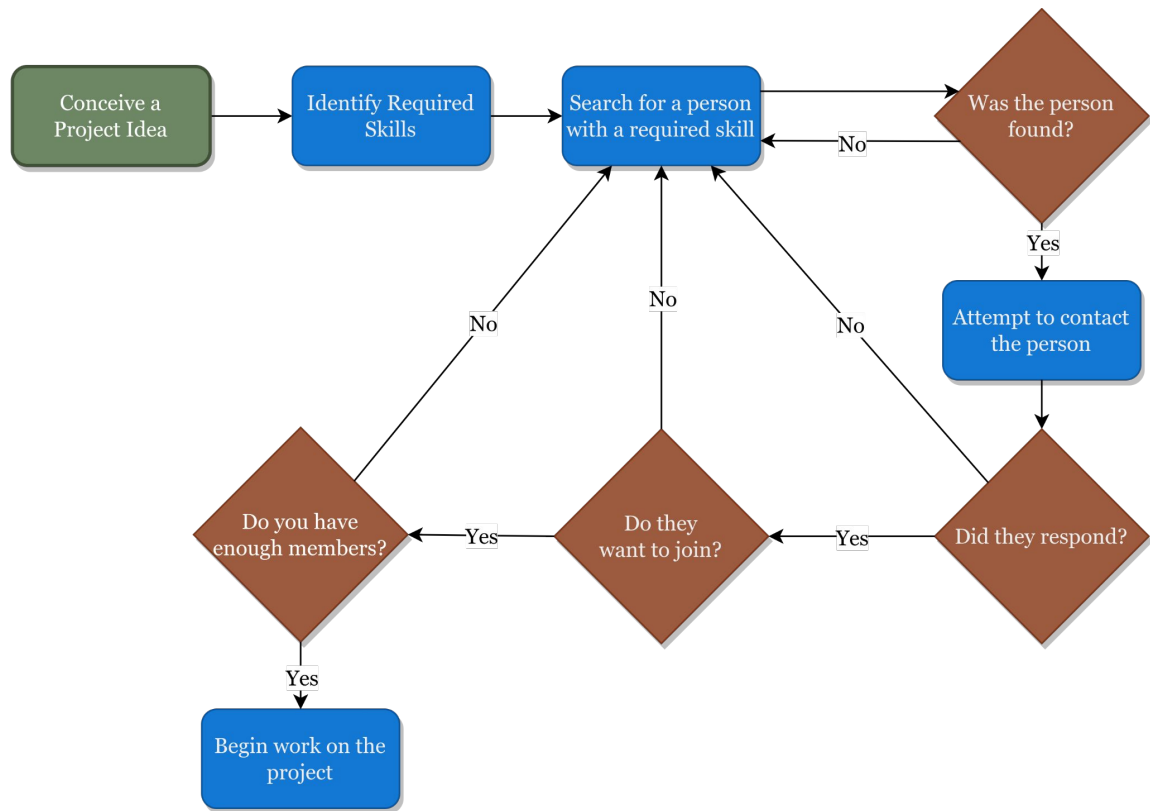 Conceive a
Project Idea
Identify Required
Skills
Search for a person
with a required skill
Was the person
found?
No
Yes
Attempt to contact
the person
No
No
No
Did they respond?
Yes
Do they
want to join?
Yes
Do you have
enough members?
Yes
Begin work on the
project